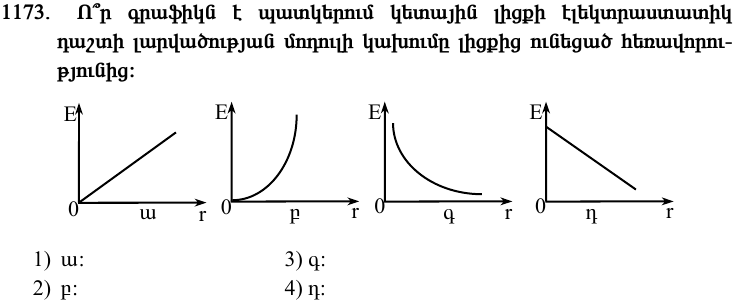 1173. Ո՞ր գրաֆիկն է պատկերում կետային լիցքի էլեկտրաստատիկ
դաշտի լարվածության մոդուլի կախումը լիցքից ունեցած հեռավորու-
թյունից:
E E E E
0 ա r 0 բ r 0 գ r 0 դ r
1) ա: 3) գ:
2) բ: 4) դ: